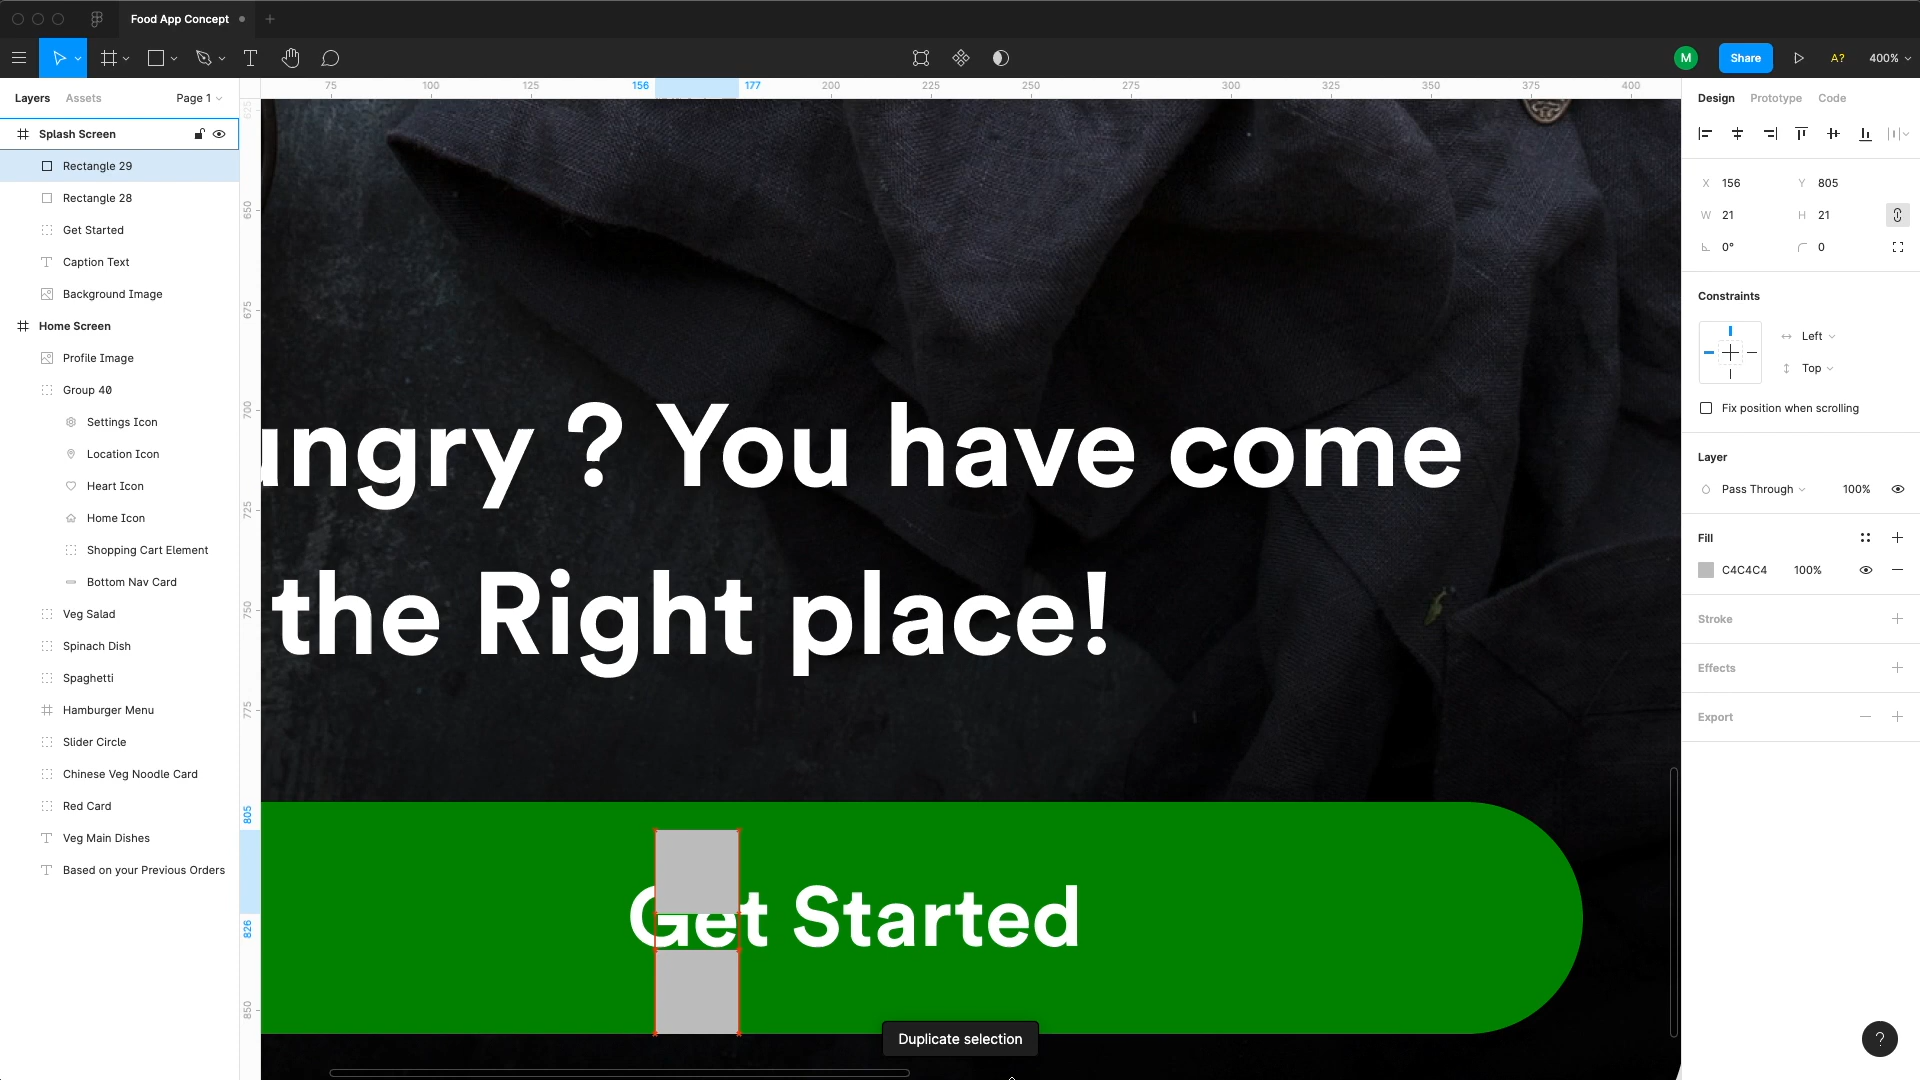 Food App Concept
M
Share
A?
400%
Layers
Assets
Page 1
75
100
125
156
177
200
225
250
275
300
325
350
375
400
Design
Prototype
Code
Splash Screen
Rectangle 29
Rectangle 28
Get Started
Caption Text
Background Image
Home Screen
Profile Image
Group 40
Settings Icon
Location Icon
Heart Icon
Home Icon
Shopping Cart Element
Bottom Nav Card
Veg Salad
Spinach Dish
Spaghetti
Hamburger Menu
Slider Circle
Chinese Veg Noodle Card
Red Card
Veg Main Dishes
Based on your Previous Orders
625
650
675
700
725
750
775
805
826
850
ungry ? You have come
the Right place!
Get Started
Duplicate selection
X 156
Y 805
W 21
H 21
0°
0
Constraints
Left
Top
Fix position when scrolling
Layer
Pass Through
100%
Fill
C4C4C4
100%
Stroke
Effects
Export
?